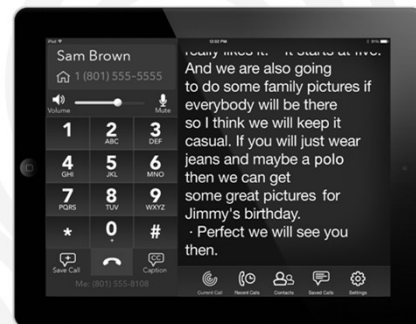 iPad
12:02 PM
Sam Brown
1 (801) 555-5555
Volume
Mute
1
2
ABC
3
DEF
4
GHI
5
JKL
6
MNO
7
PQRS
8
TUV
9
WXYZ
*
0
#
Save Call
CC
Caption
Me: (801) 555-8108
really likes it. It starts at five.
And we are also going
to do some family pictures if
everybody will be there
so I think we will keep it
casual. If you will just wear
jeans and maybe a polo
then we can get
some great pictures for
Jimmy's birthday.
· Perfect we will see you
then.
Current Call
Recent Calls
Contacts
Saved Calls
Settings